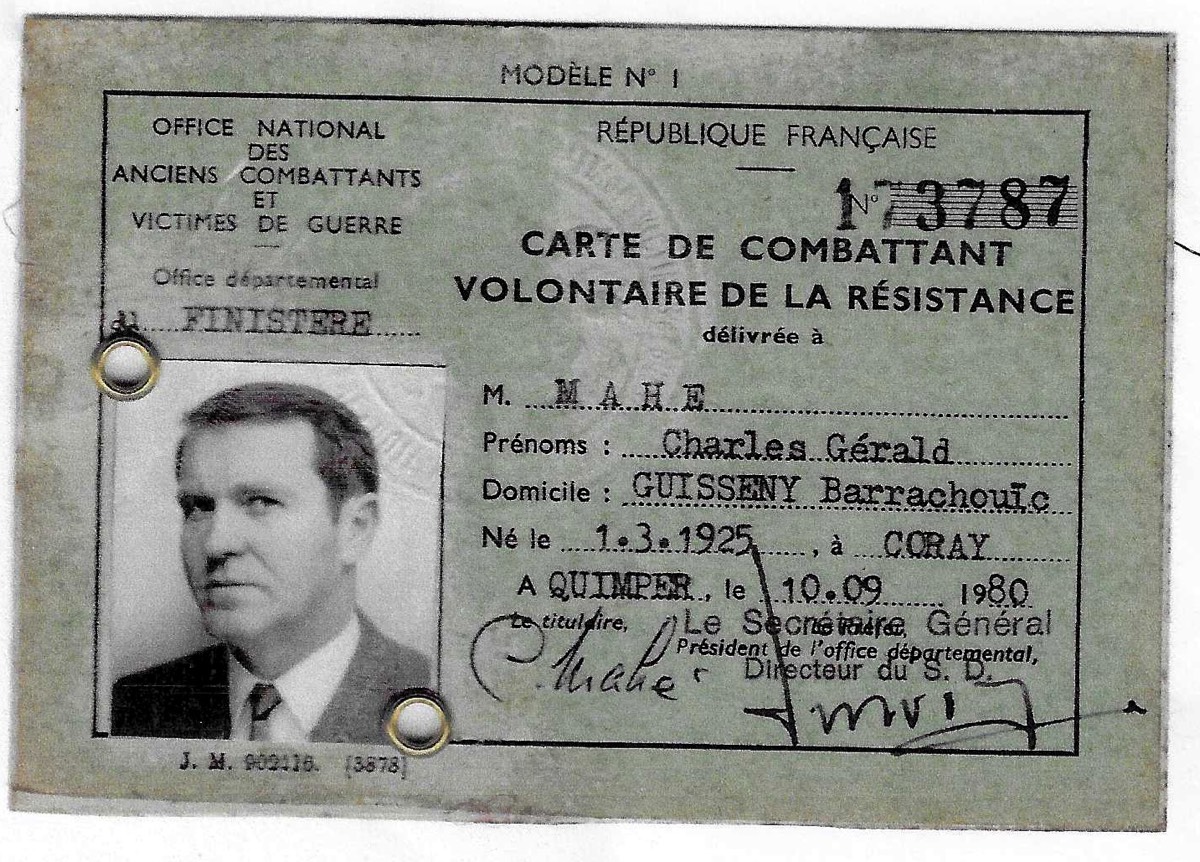 MODÈLE N° 1
OFFICE NATIONAL
DES
ANCIENS COMBATTANTS
ET
VICTIMES DE GUERRE
Office départemental
du FINISTERE
RÉPUBLIQUE FRANÇAISE
N° 173787
CARTE DE COMBATTANT
VOLONTAIRE DE LA RÉSISTANCE
délivrée à
M. MAHE
Prénoms : Charles Gérald
Domicile : GUISSENY Barrachouïc
Né le 1.3.1925, à CORAY
A QUIMPER, le 10.09 1980
Le titulaire,
Le Secrétaire Général
Président de l'office départemental,
Directeur du S. D.
C. Mahe
J. M. 902116. (3878)